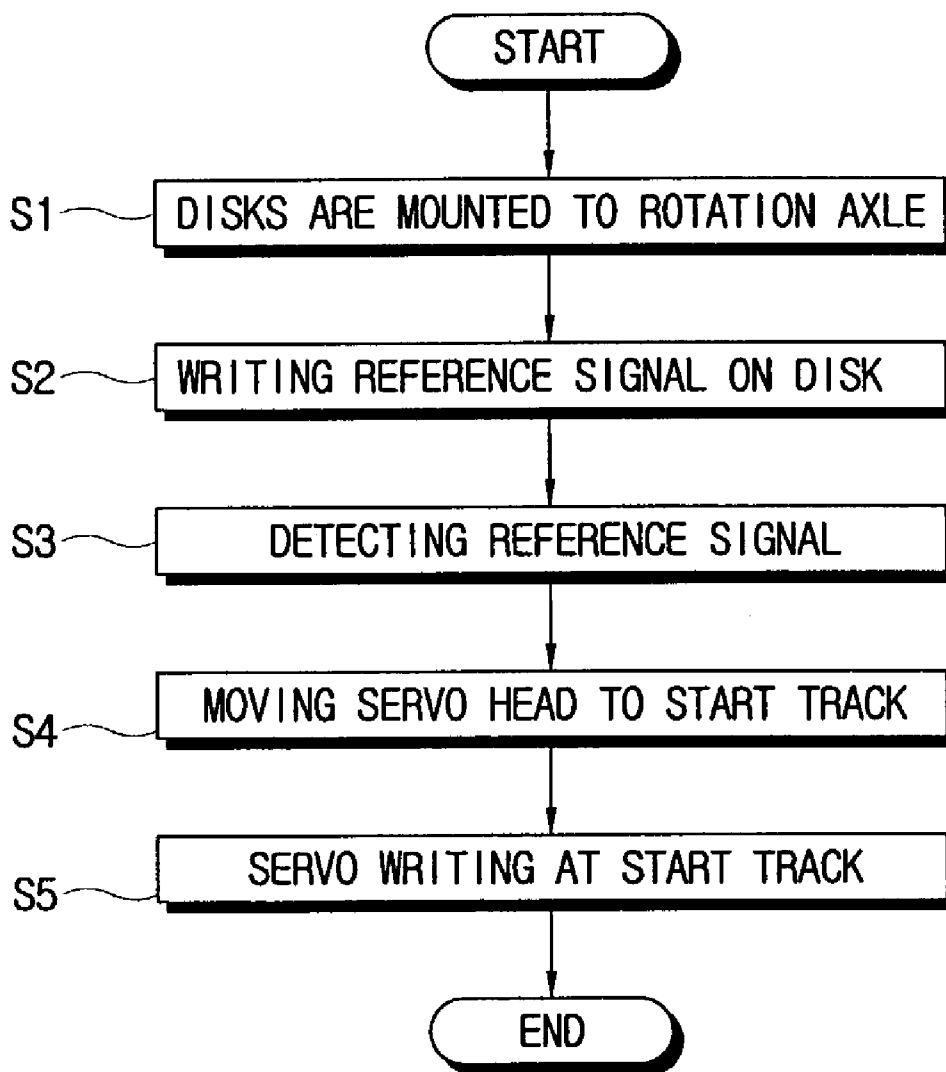 START
S1 DISKS ARE MOUNTED TO ROTATION AXLE
S2 WRITING REFERENCE SIGNAL ON DISK
S3 DETECTING REFERENCE SIGNAL
S4 MOVING SERVO HEAD TO START TRACK
S5 SERVO WRITING AT START TRACK
END